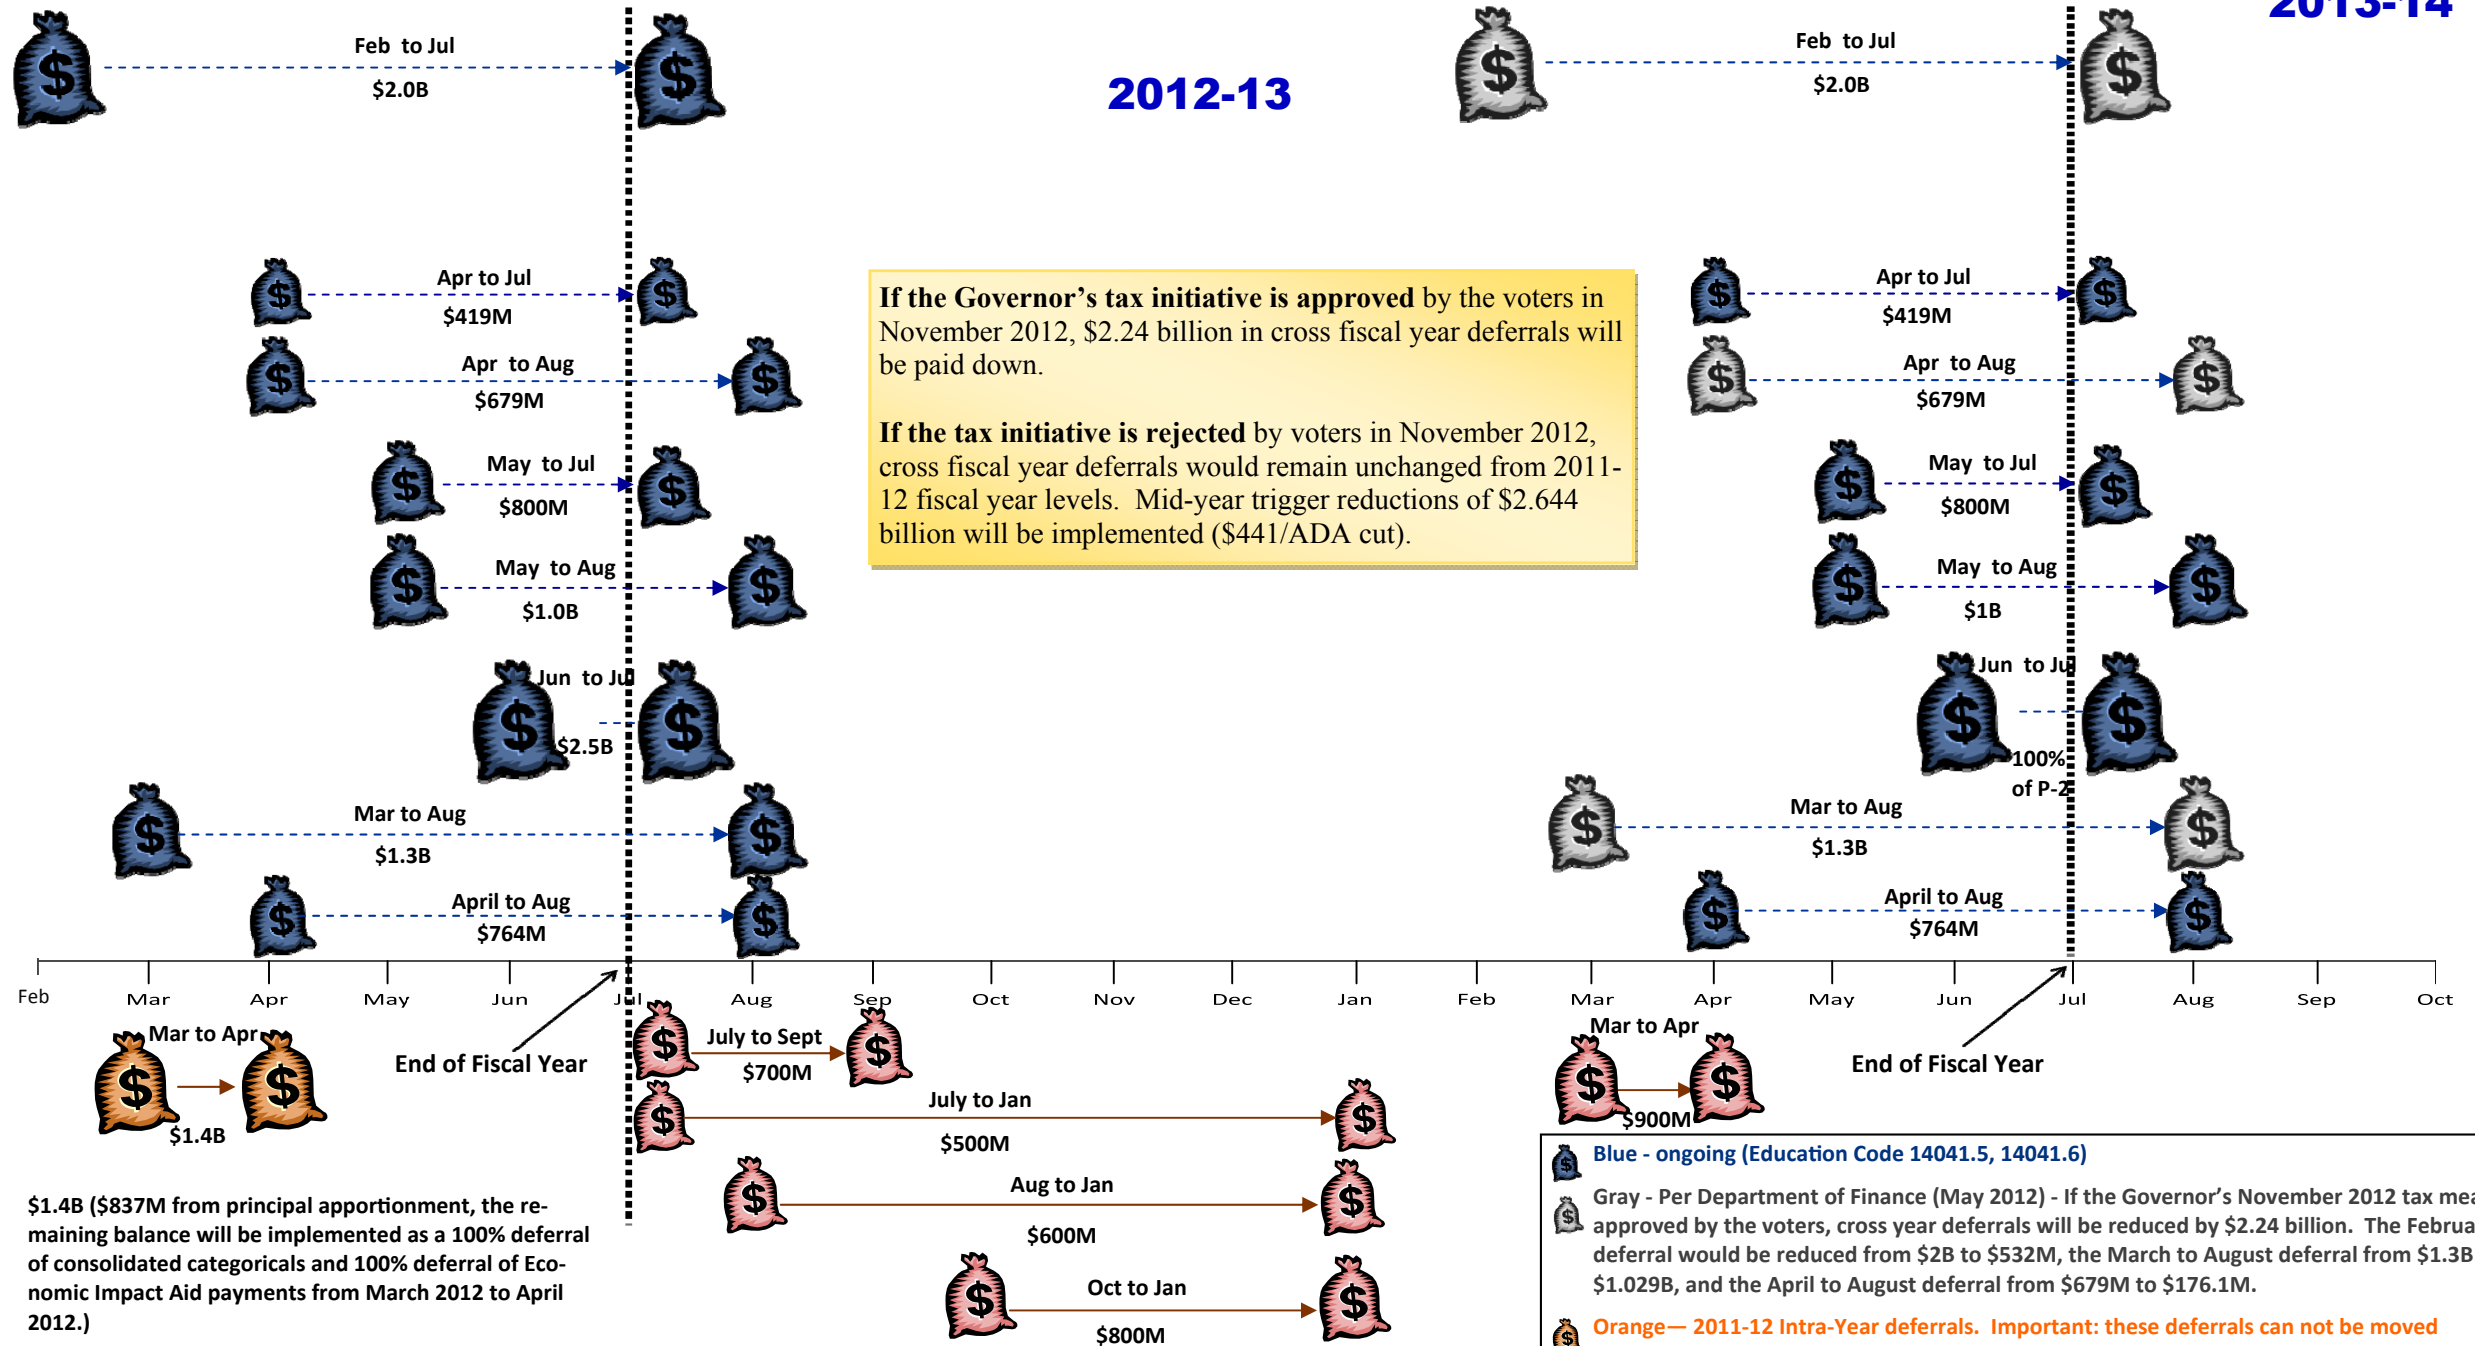 2013-14
2012-13
Feb to Jul
$2.0B
Feb to Jul
$2.0B
Apr to Jul
$419M
Apr to Aug
$679M
May to Jul
$800M
May to Aug
$1.0B
Jun to Jul
$2.5B
Mar to Aug
$1.3B
April to Aug
$764M
If the Governor's tax initiative is approved by the voters in
November 2012, $2.24 billion in cross fiscal year deferrals will
be paid down.
If the tax initiative is rejected by voters in November 2012,
cross fiscal year deferrals would remain unchanged from 2011-
12 fiscal year levels. Mid-year trigger reductions of $2.644
billion will be implemented ($441/ADA cut).
Apr to Jul
$419M
Apr to Aug
$679M
May to Jul
$800M
May to Aug
$1B
Jun to Jul
100%
of P-2
Mar to Aug
$1.3B
April to Aug
$764M
Feb Mar Apr May Jun Jul Aug Sep Oct Nov Dec Jan Feb Mar Apr May Jun Jul Aug Sep Oct
Mar to Apr
$1.4B
End of Fiscal Year
July to Sept
$700M
July to Jan
$500M
Aug to Jan
$600M
Oct to Jan
$800M
Mar to Apr
$900M
End of Fiscal Year
$1.4B ($837M from principal apportionment, the re-
maining balance will be implemented as a 100% deferral
of consolidated categoricals and 100% deferral of Eco-
nomic Impact Aid payments from March 2012 to April
2012.)
Blue - ongoing (Education Code 14041.5, 14041.6)
Gray - Per Department of Finance (May 2012) - If the Governor's November 2012 tax
approved by the voters, cross year deferrals will be reduced by $2.24 billion. The
deferral would be reduced from $2B to $532M, the March to August deferral from $1.3B
$1.029B, and the April to August deferral from $679M to $176.1M.
Orange— 2011-12 Intra-Year deferrals. Important: these deferrals can not be moved